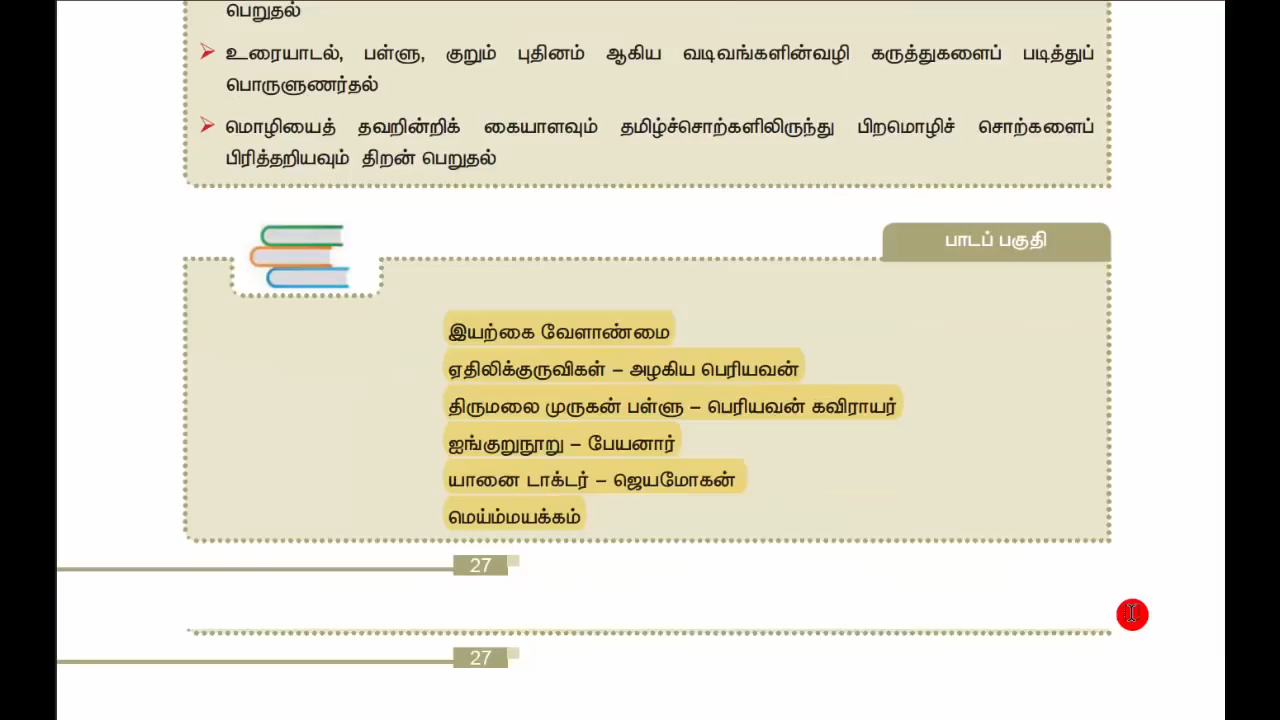 பெறுதல்
உரையாடல், பள்ளு, குறும் புதினம் ஆகிய வடிவங்களின்வழி கருத்துகளைப் படித்துப்
பொருளுணர்தல்
மொழியைத் தவறின்றிக் கையாளவும் தமிழ்ச்சொற்களிலிருந்து பிறமொழிச் சொற்களைப்
பிரித்தறியவும் திறன் பெறுதல்
பாடப் பகுதி
இயற்கை வேளாண்மை
ஏதிலிக்குருவிகள் – அழகிய பெரியவன்
திருமலை முருகன் பள்ளு – பெரியவன் கவிராயர்
ஐங்குறுநூறு – பேயனார்
யானை டாக்டர் – ஜெயமோகன்
மெய்ம்மயக்கம்
27
27